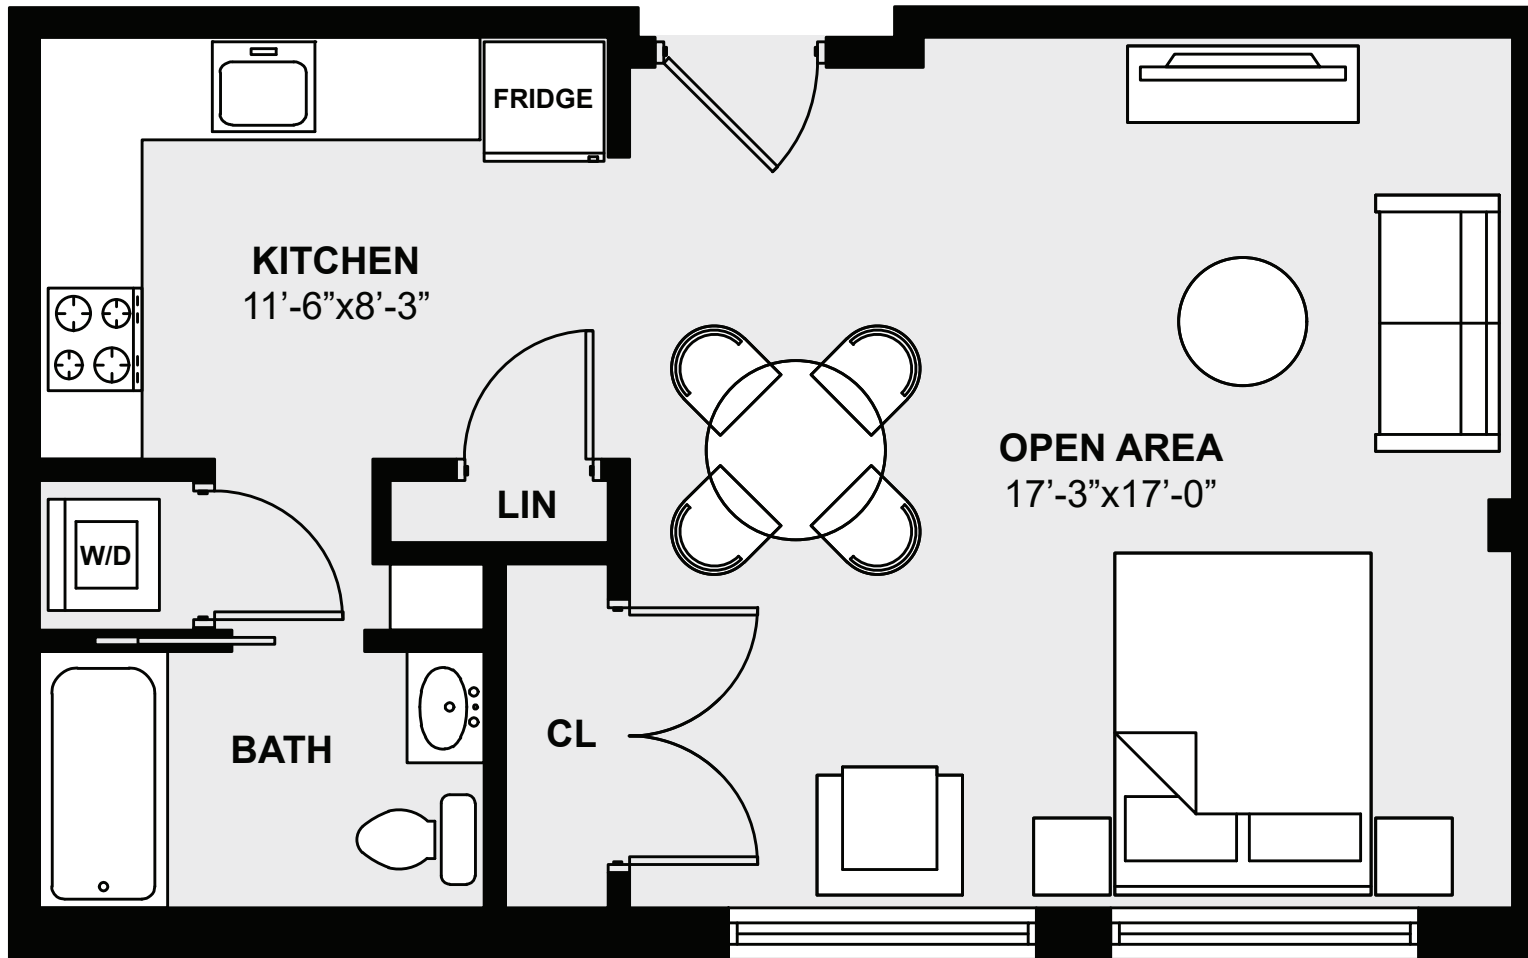 FRIDGE
KITCHEN
11’-6”x8’-3”
OPEN AREA
17’-3”x17’-0”
LIN
W/D
CL
BATH